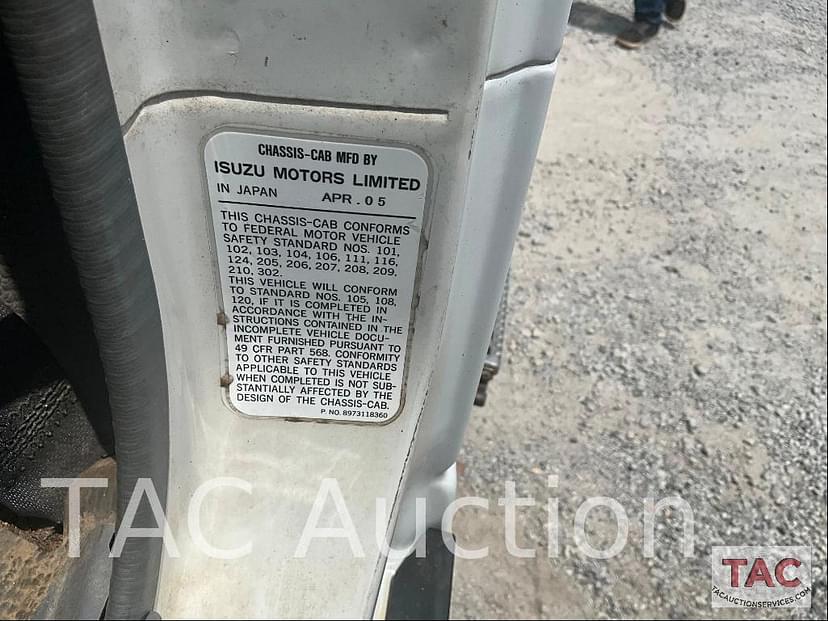 CHASSIS-CAB MFD BY
ISUZU MOTORS LIMITED
IN JAPAN APR . 05
THIS CHASSIS-CAB CONFORMS
TO FEDERAL MOTOR VEHICLE
SAFETY STANDARD NOS. 101,
102, 103, 104, 106, 111, 116,
124, 205, 206, 207, 208, 209,
210, 302.
THIS VEHICLE WILL CONFORM
TO STANDARD NOS. 105, 108,
120, IF IT IS COMPLETED IN
ACCORDANCE WITH THE IN-
STRUCTIONS CONTAINED IN THE
INCOMPLETE VEHICLE DOCU-
MENT FURNISHED PURSUANT TO
49 CFR PART 568. CONFORMITY
TO OTHER SAFETY STANDARDS
APPLICABLE TO THIS VEHICLE
WHEN COMPLETED IS NOT SUB-
STANTIALLY AFFECTED BY THE
DESIGN OF THE CHASSIS-CAB.
P. NO. 8973118360
TAC Auction
TAC
TACAUCTIONSERVICES.COM